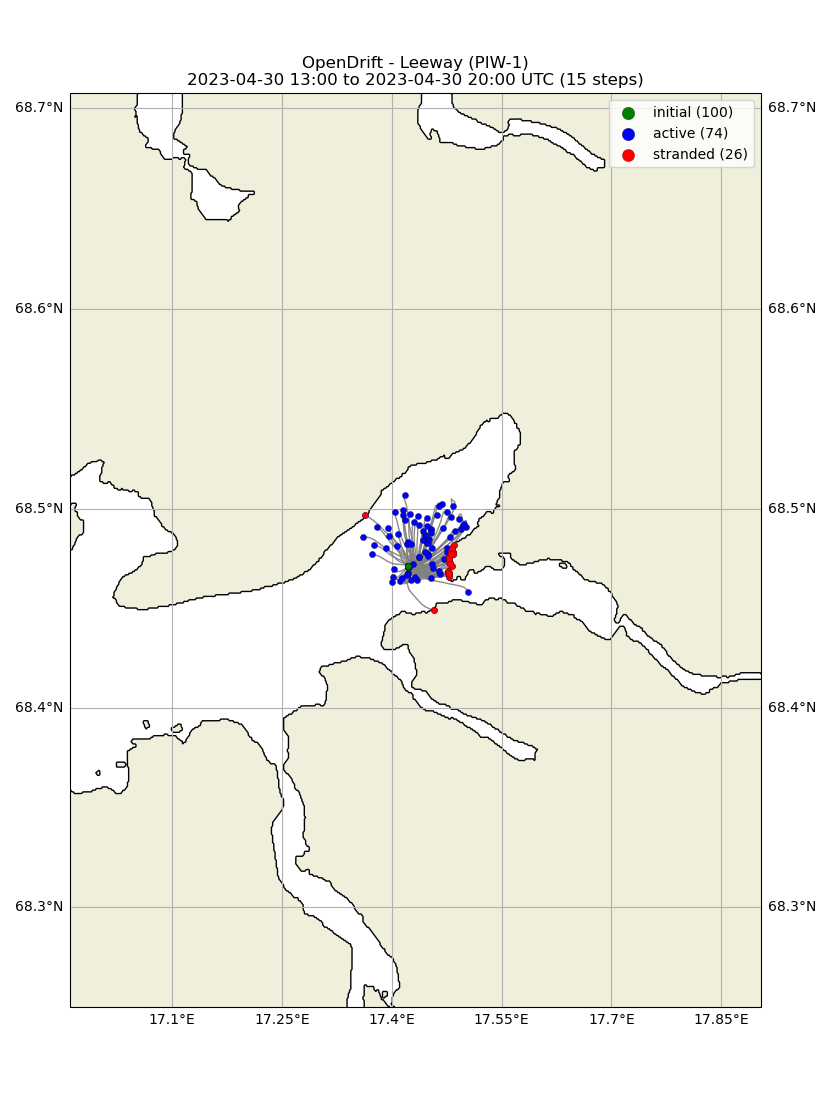 OpenDrift - Leeway (PIW-1)
2023-04-30 13:00 to 2023-04-30 20:00 UTC (15 steps)
initial (100)
active (74)
stranded (26)
68.7°N
68.7°N
68.6°N
68.6°N
68.5°N
68.5°N
68.4°N
68.4°N
68.3°N
68.3°N
17.1°E
17.25°E
17.4°E
17.55°E
17.7°E
17.85°E